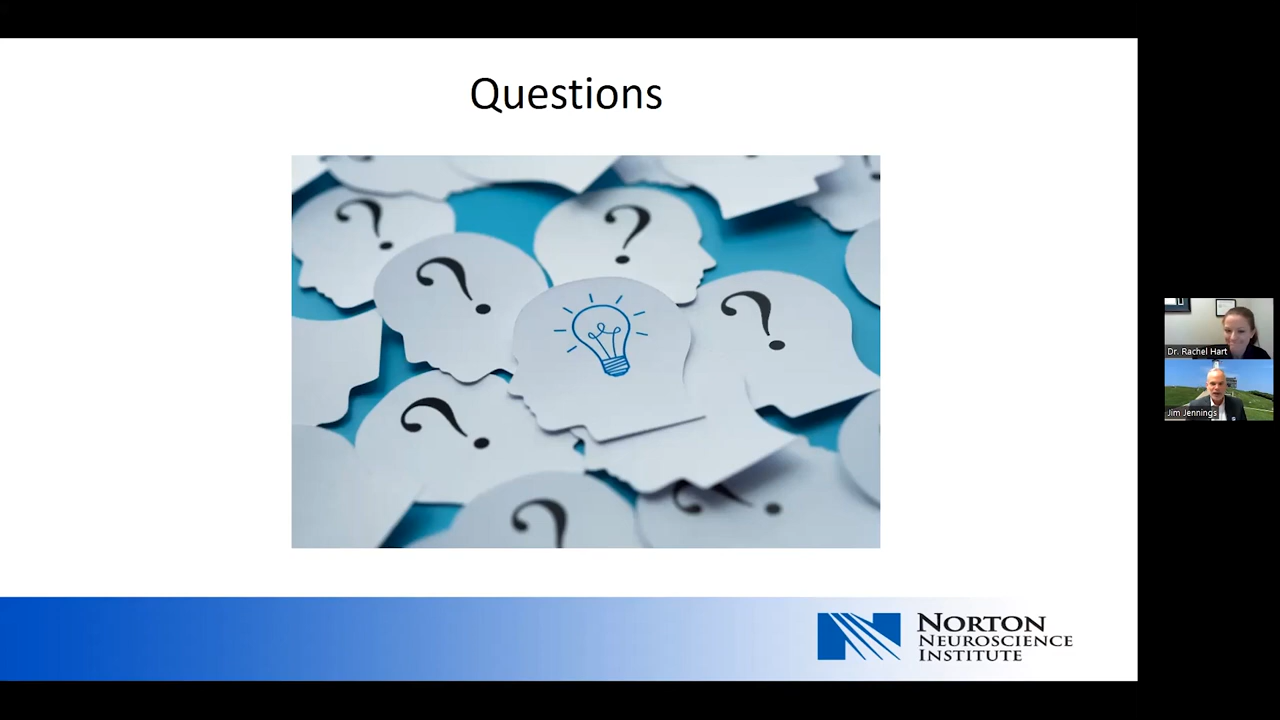 Questions
?
?
?
?
?
?
?
NORTON
NEUROSCIENCE
INSTITUTE
Dr. Rachel Hart
Jim Jennings